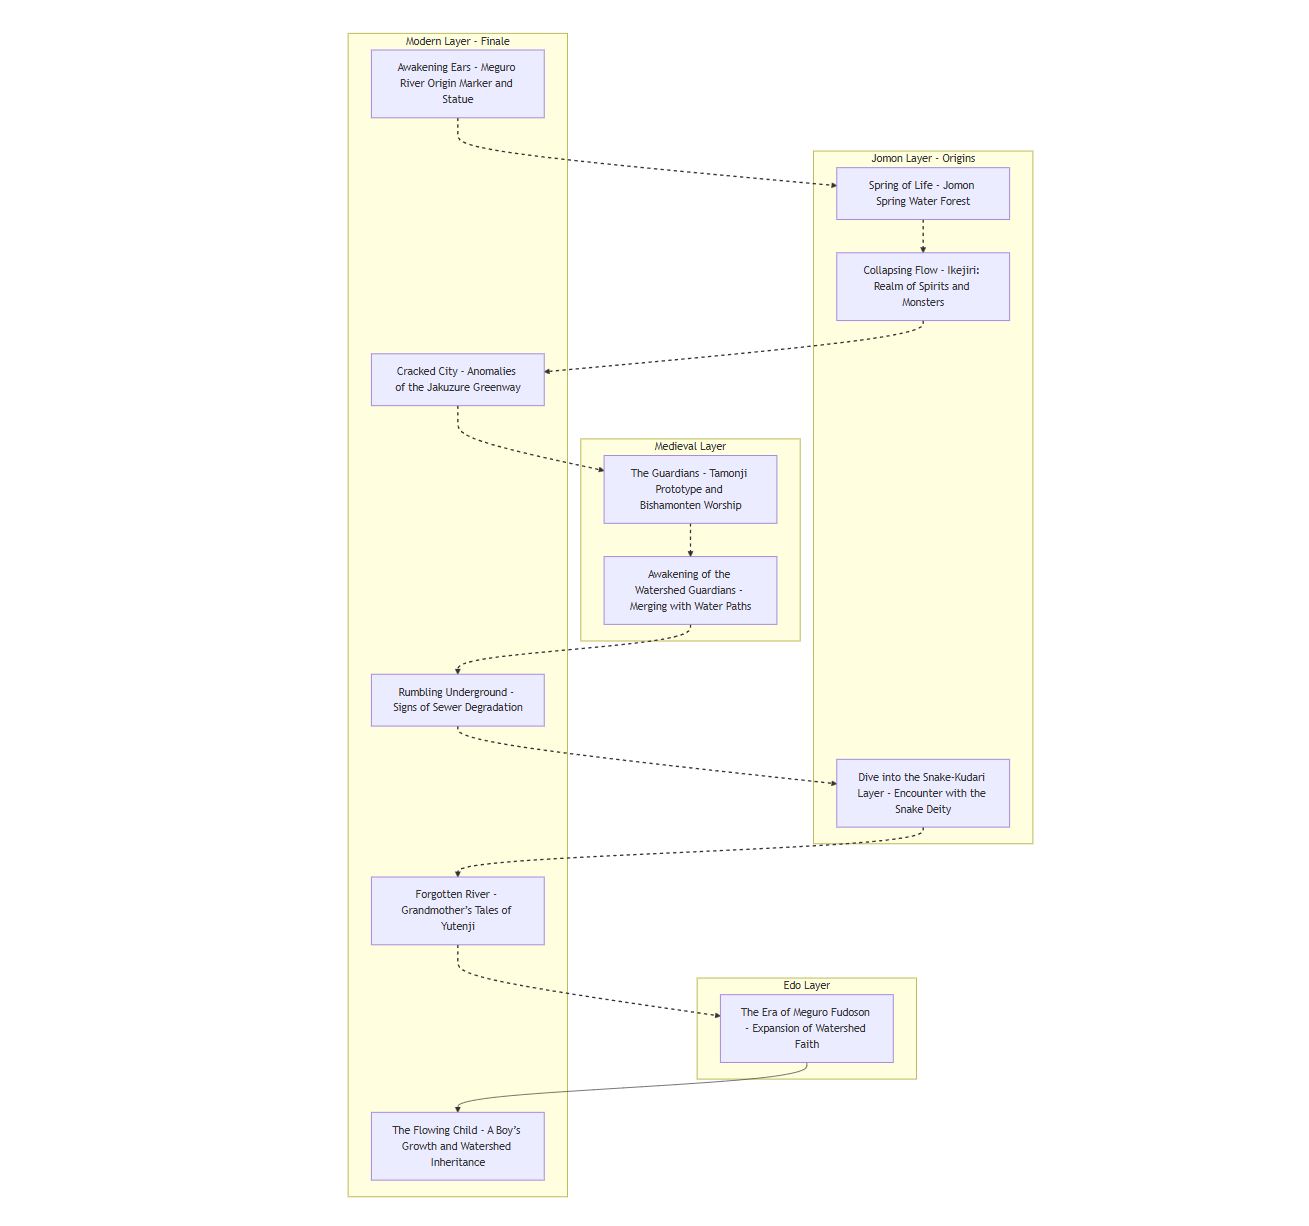 Modern Layer - Finale
Awakening Ears - Meguro
River Origin Marker and
Statue
Jomon Layer - Origins
Spring of Life - Jomon
Spring Water Forest
Collapsing Flow - Ikejiri:
Realm of Spirits and
Monsters
Cracked City - Anomalies
of the Jakuzure Greenway
Medieval Layer
The Guardians - Tamonji
Prototype and
Bishamonten Worship
Awakening of the
Watershed Guardians -
Merging with Water Paths
Rumbling Underground -
Signs of Sewer Degradation
Dive into the Snake-Kudari
Layer - Encounter with the
Snake Deity
Forgotten River -
Grandmother’s Tales of
Yutenji
Edo Layer
The Era of Meguro Fudoson
- Expansion of Watershed
Faith
The Flowing Child - A Boy’s
Growth and Watershed
Inheritance